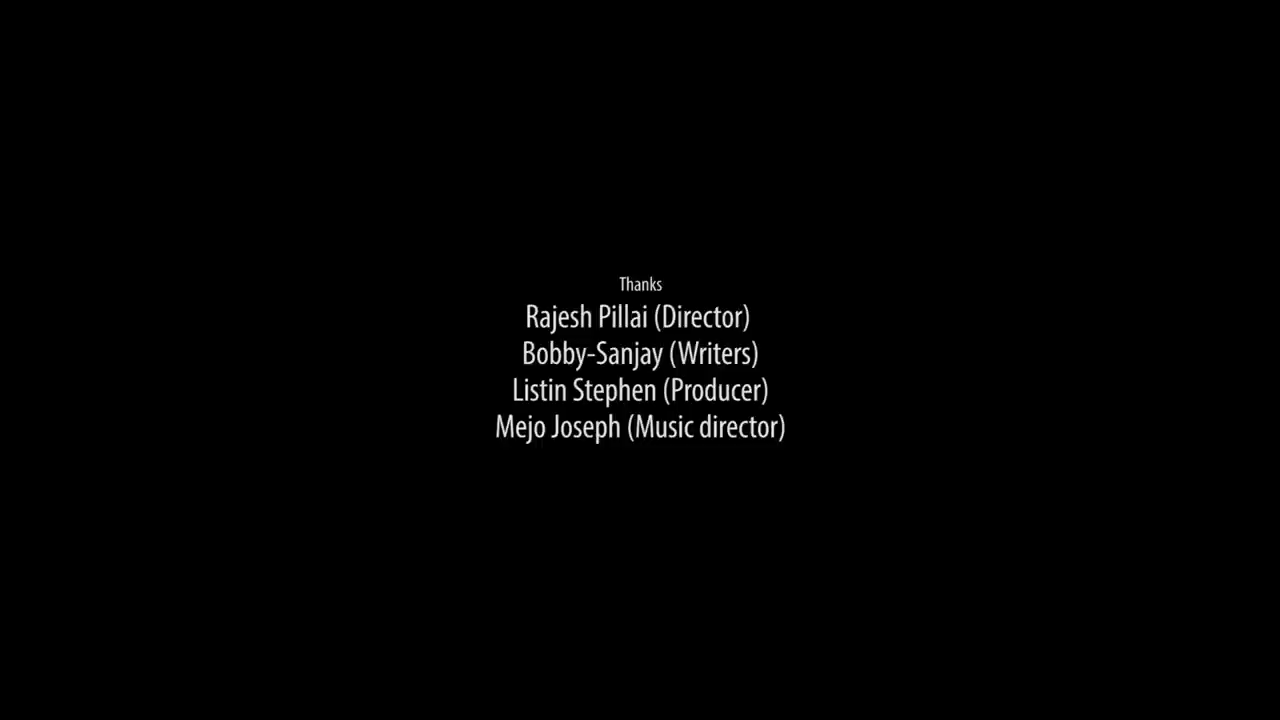 Thanks
Rajesh Pillai (Director)
Bobby-Sanjay (Writers)
Listin Stephen (Producer)
Mejo Joseph (Music director)